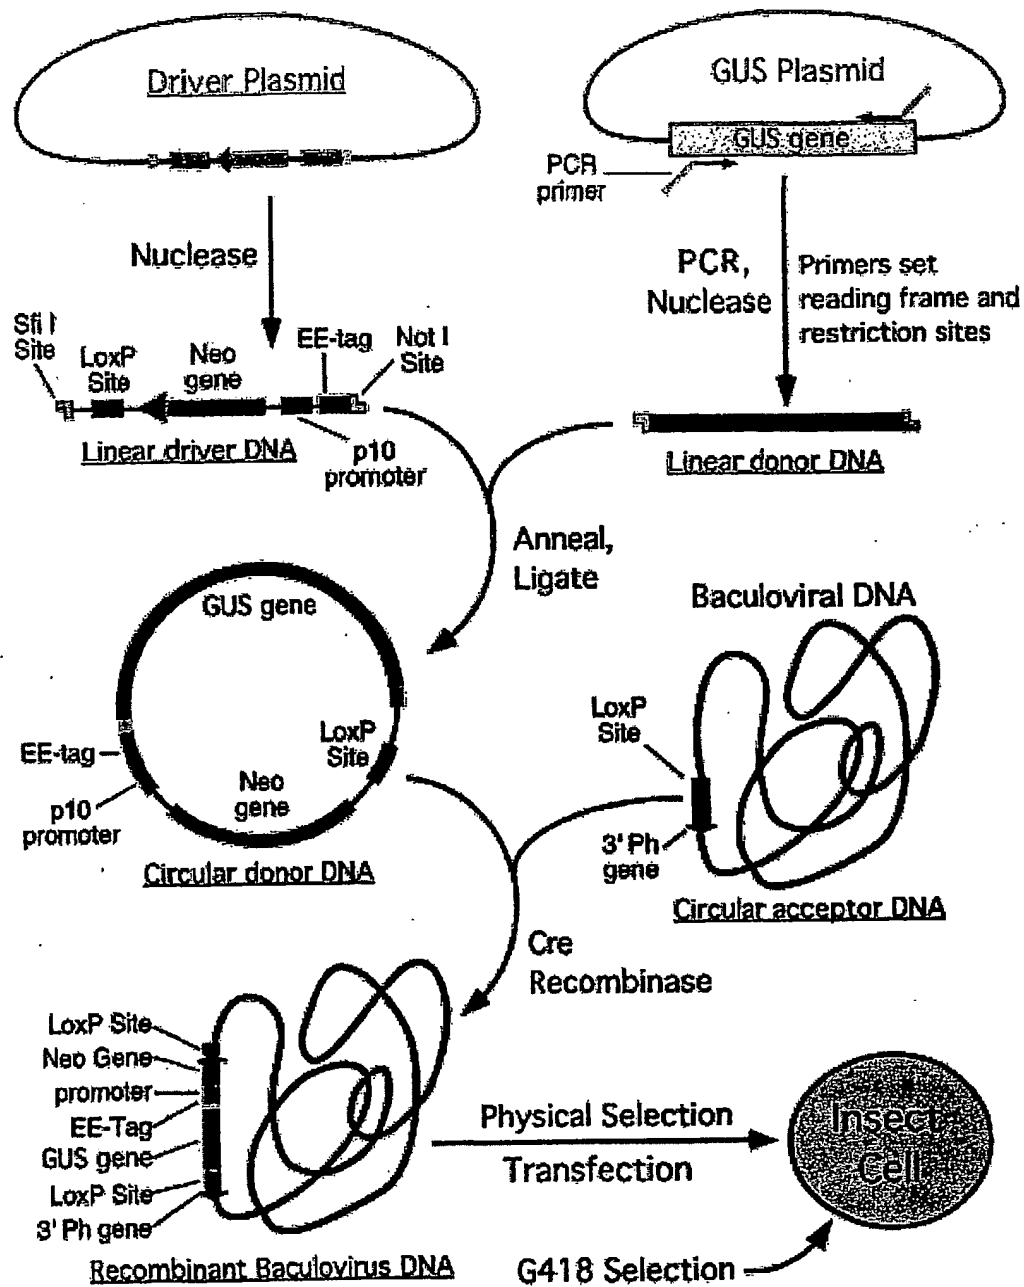 Driver Plasmid
GUS Plasmid
GUS gene
PCR
primer
Nuclease
PCR,
Nuclease
Primers set
reading frame and
restriction sites
Sfi I
Site
LoxP
Site
Neo
gene
EE-tag
Not I
Site
Linear driver DNA
p10
promoter
Linear donor DNA
Anneal,
Ligate
GUS gene
Baculoviral DNA
LoxP
Site
EE-tag
LoxP
Site
p10
promoter
Neo
gene
3' Ph
gene
Circular donor DNA
Circular acceptor DNA
Cre
Recombinase
LoxP Site
Neo Gene
promoter
EE-Tag
GUS gene
LoxP Site
3' Ph gene
Physical Selection
Transfection
Insect
Cell
Recombinant Baculovirus DNA
G418 Selection